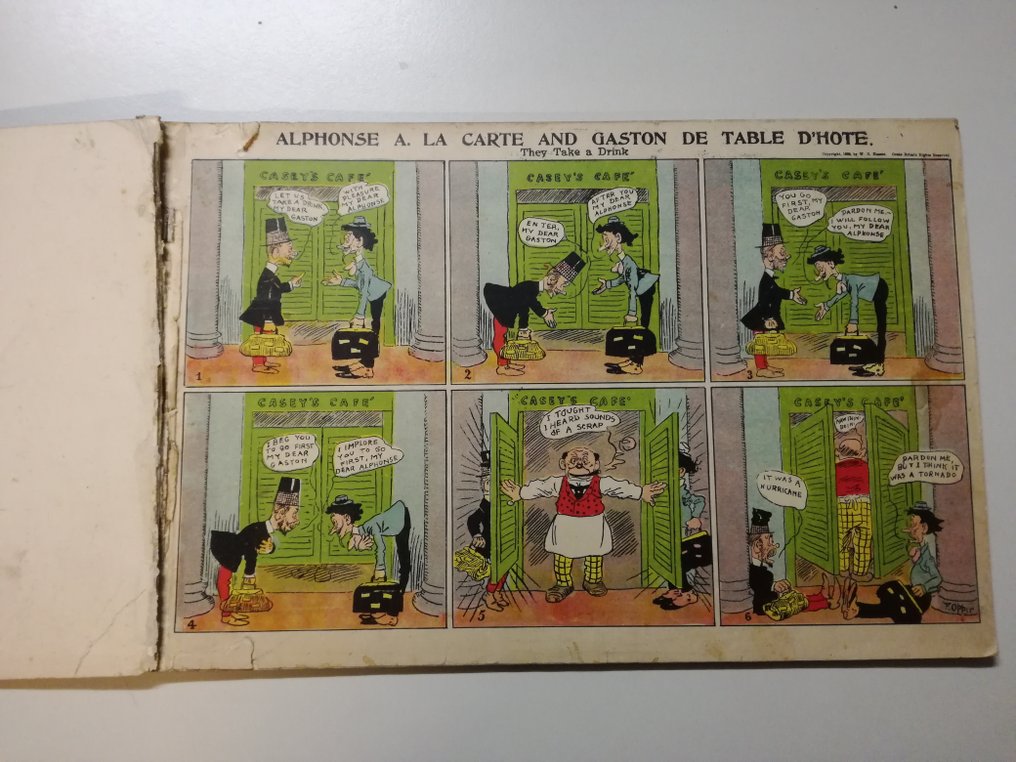 ALPHONSE A. LA CARTE AND GASTON DE TABLE D'HOTE.
They Take a Drink
CASEY'S CAFE'
LET US
TAKE A DRINK
MY DEAR
GASTON
WITH
PLEASURE
MY DEAR
ALPHONSE
1
CASEY'S CAFE'
ENTER,
MY DEAR
GASTON
AFTER YOU
MY DEAR
ALPHONSE
2
CASEY'S CAFE'
YOU GO
FIRST, MY
DEAR
GASTON
PARDON ME-
I WILL FOLLOW
YOU, MY DEAR
ALPHONSE
3
CASEY'S CAFE'
I BEG YOU
TO GO FIRST
MY DEAR
GASTON
I IMPLORE
YOU TO GO
FIRST, MY
DEAR ALPHONSE
4
CASEY'S CAFE'
I TOUGHT
I HEARD SOUNDS
OF A SCRAP
5
CASEY'S CAFE'
IT WAS A
HURRICANE
PARDON ME,
BUT I THINK IT
WAS A TORNADO
6
F. OPPER